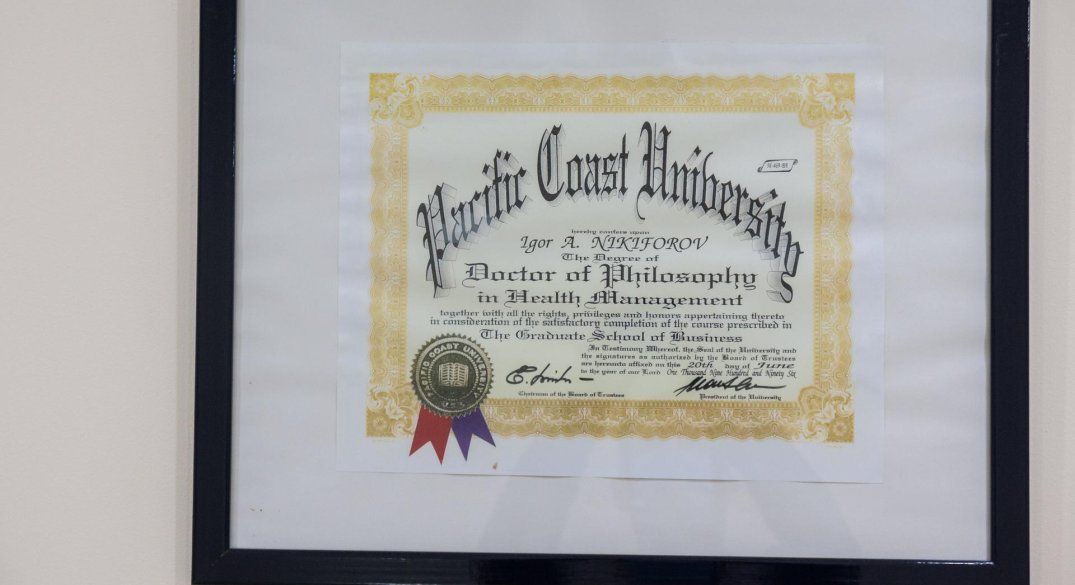 Pacific Coast University
hereby confers upon
Igor A. NIKIFOROV
The Degree of
Doctor of Philosophy
in Health Management
together with all the rights, privileges and honors appertaining thereto
in consideration of the satisfactory completion of the course prescribed in
The Graduate School of Business
In Testimony Whereof, the Seal of the University and
the signatures as authorized by the Board of Trustees
are hereunto affixed on this 20th day of June
in the year of our Lord One Thousand Nine Hundred and Ninety Six
Chairman of the Board of Trustees
President of the University
PACIFIC COAST UNIVERSITY